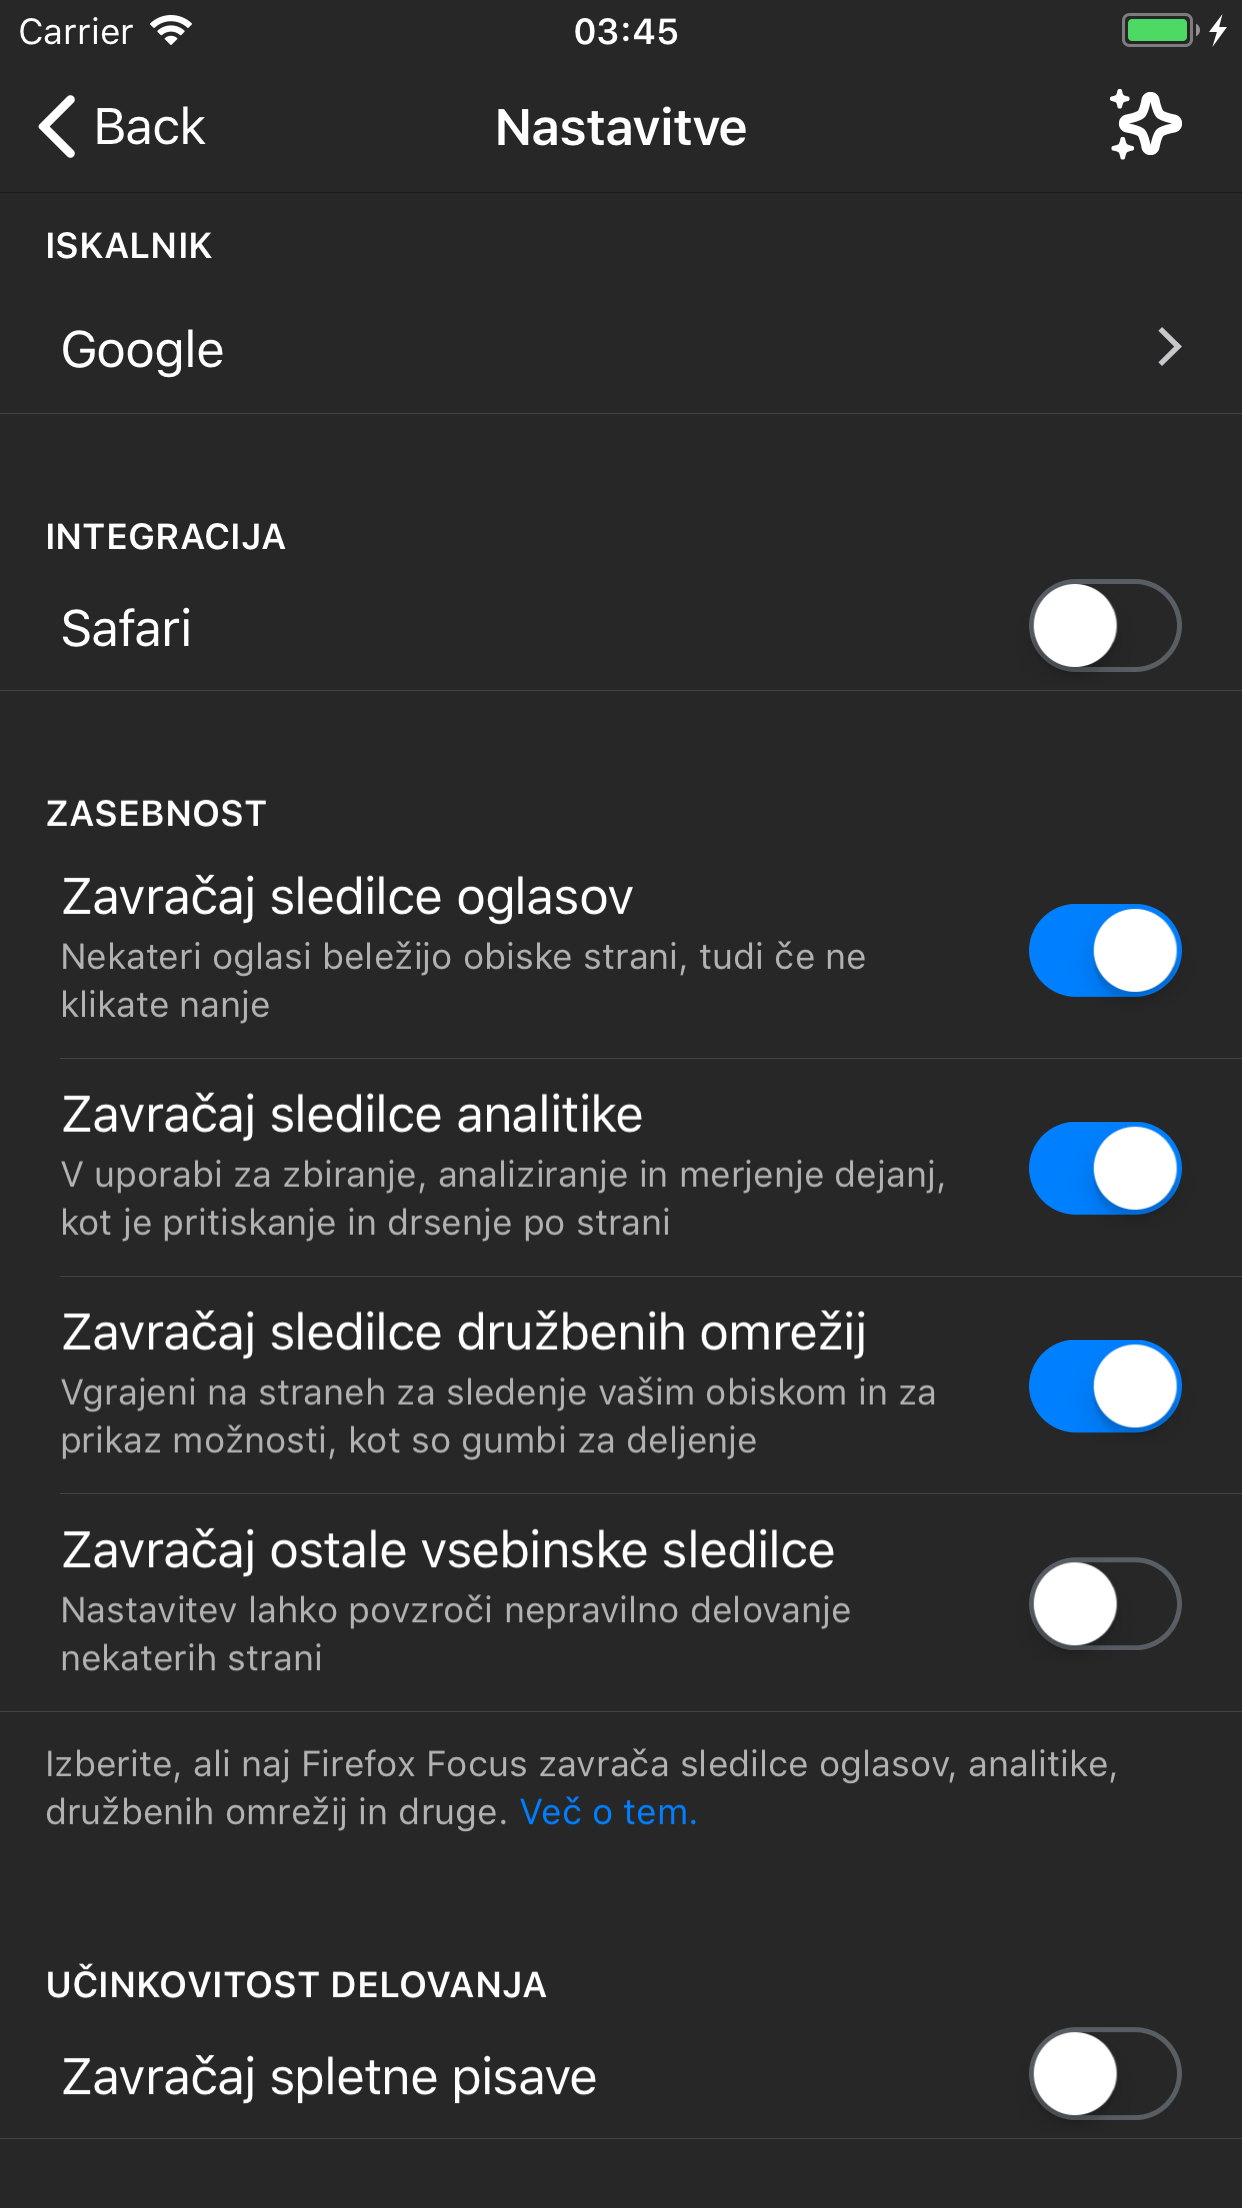 Carrier
03:45
Back
Nastavitve
ISKALNIK
Google
INTEGRACIJA
Safari
ZASEBNOST
Zavračaj sledilce oglasov
Nekateri oglasi beležijo obiske strani, tudi če ne
klikate nanje
Zavračaj sledilce analitike
V uporabi za zbiranje, analiziranje in merjenje dejanj,
kot je pritiskanje in drsenje po strani
Zavračaj sledilce družbenih omrežij
Vgrajeni na straneh za sledenje vašim obiskom in za
prikaz možnosti, kot so gumbi za deljenje
Zavračaj ostale vsebinske sledilce
Nastavitev lahko povzroči nepravilno delovanje
nekaterih strani
Izberite, ali naj Firefox Focus zavrača sledilce oglasov, analitike,
družbenih omrežij in druge. Več o tem.
UČINKOVITOST DELOVANJA
Zavračaj spletne pisave